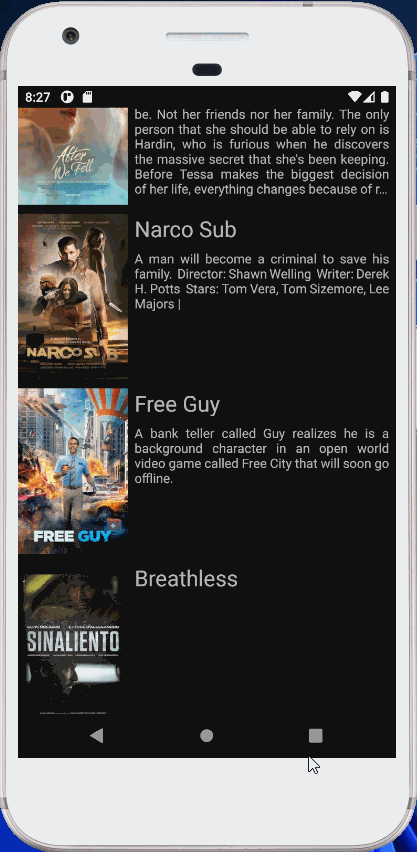 8:27
be. Not her friends nor her family. The only
person that she should be able to rely on is
Hardin, who is furious when he discovers
the massive secret that she's been keeping.
Before Tessa makes the biggest decision
of her life, everything changes because of r...
After
We Fell
Narco Sub
A man will become a criminal to save his
family. Director: Shawn Welling Writer: Derek
H. Potts Stars: Tom Vera, Tom Sizemore, Lee
Majors |
NARCO SUB
Free Guy
A bank teller called Guy realizes he is a
background character in an open world
video game called Free City that will soon go
offline.
FREE GUY
Breathless
SINALIENTO